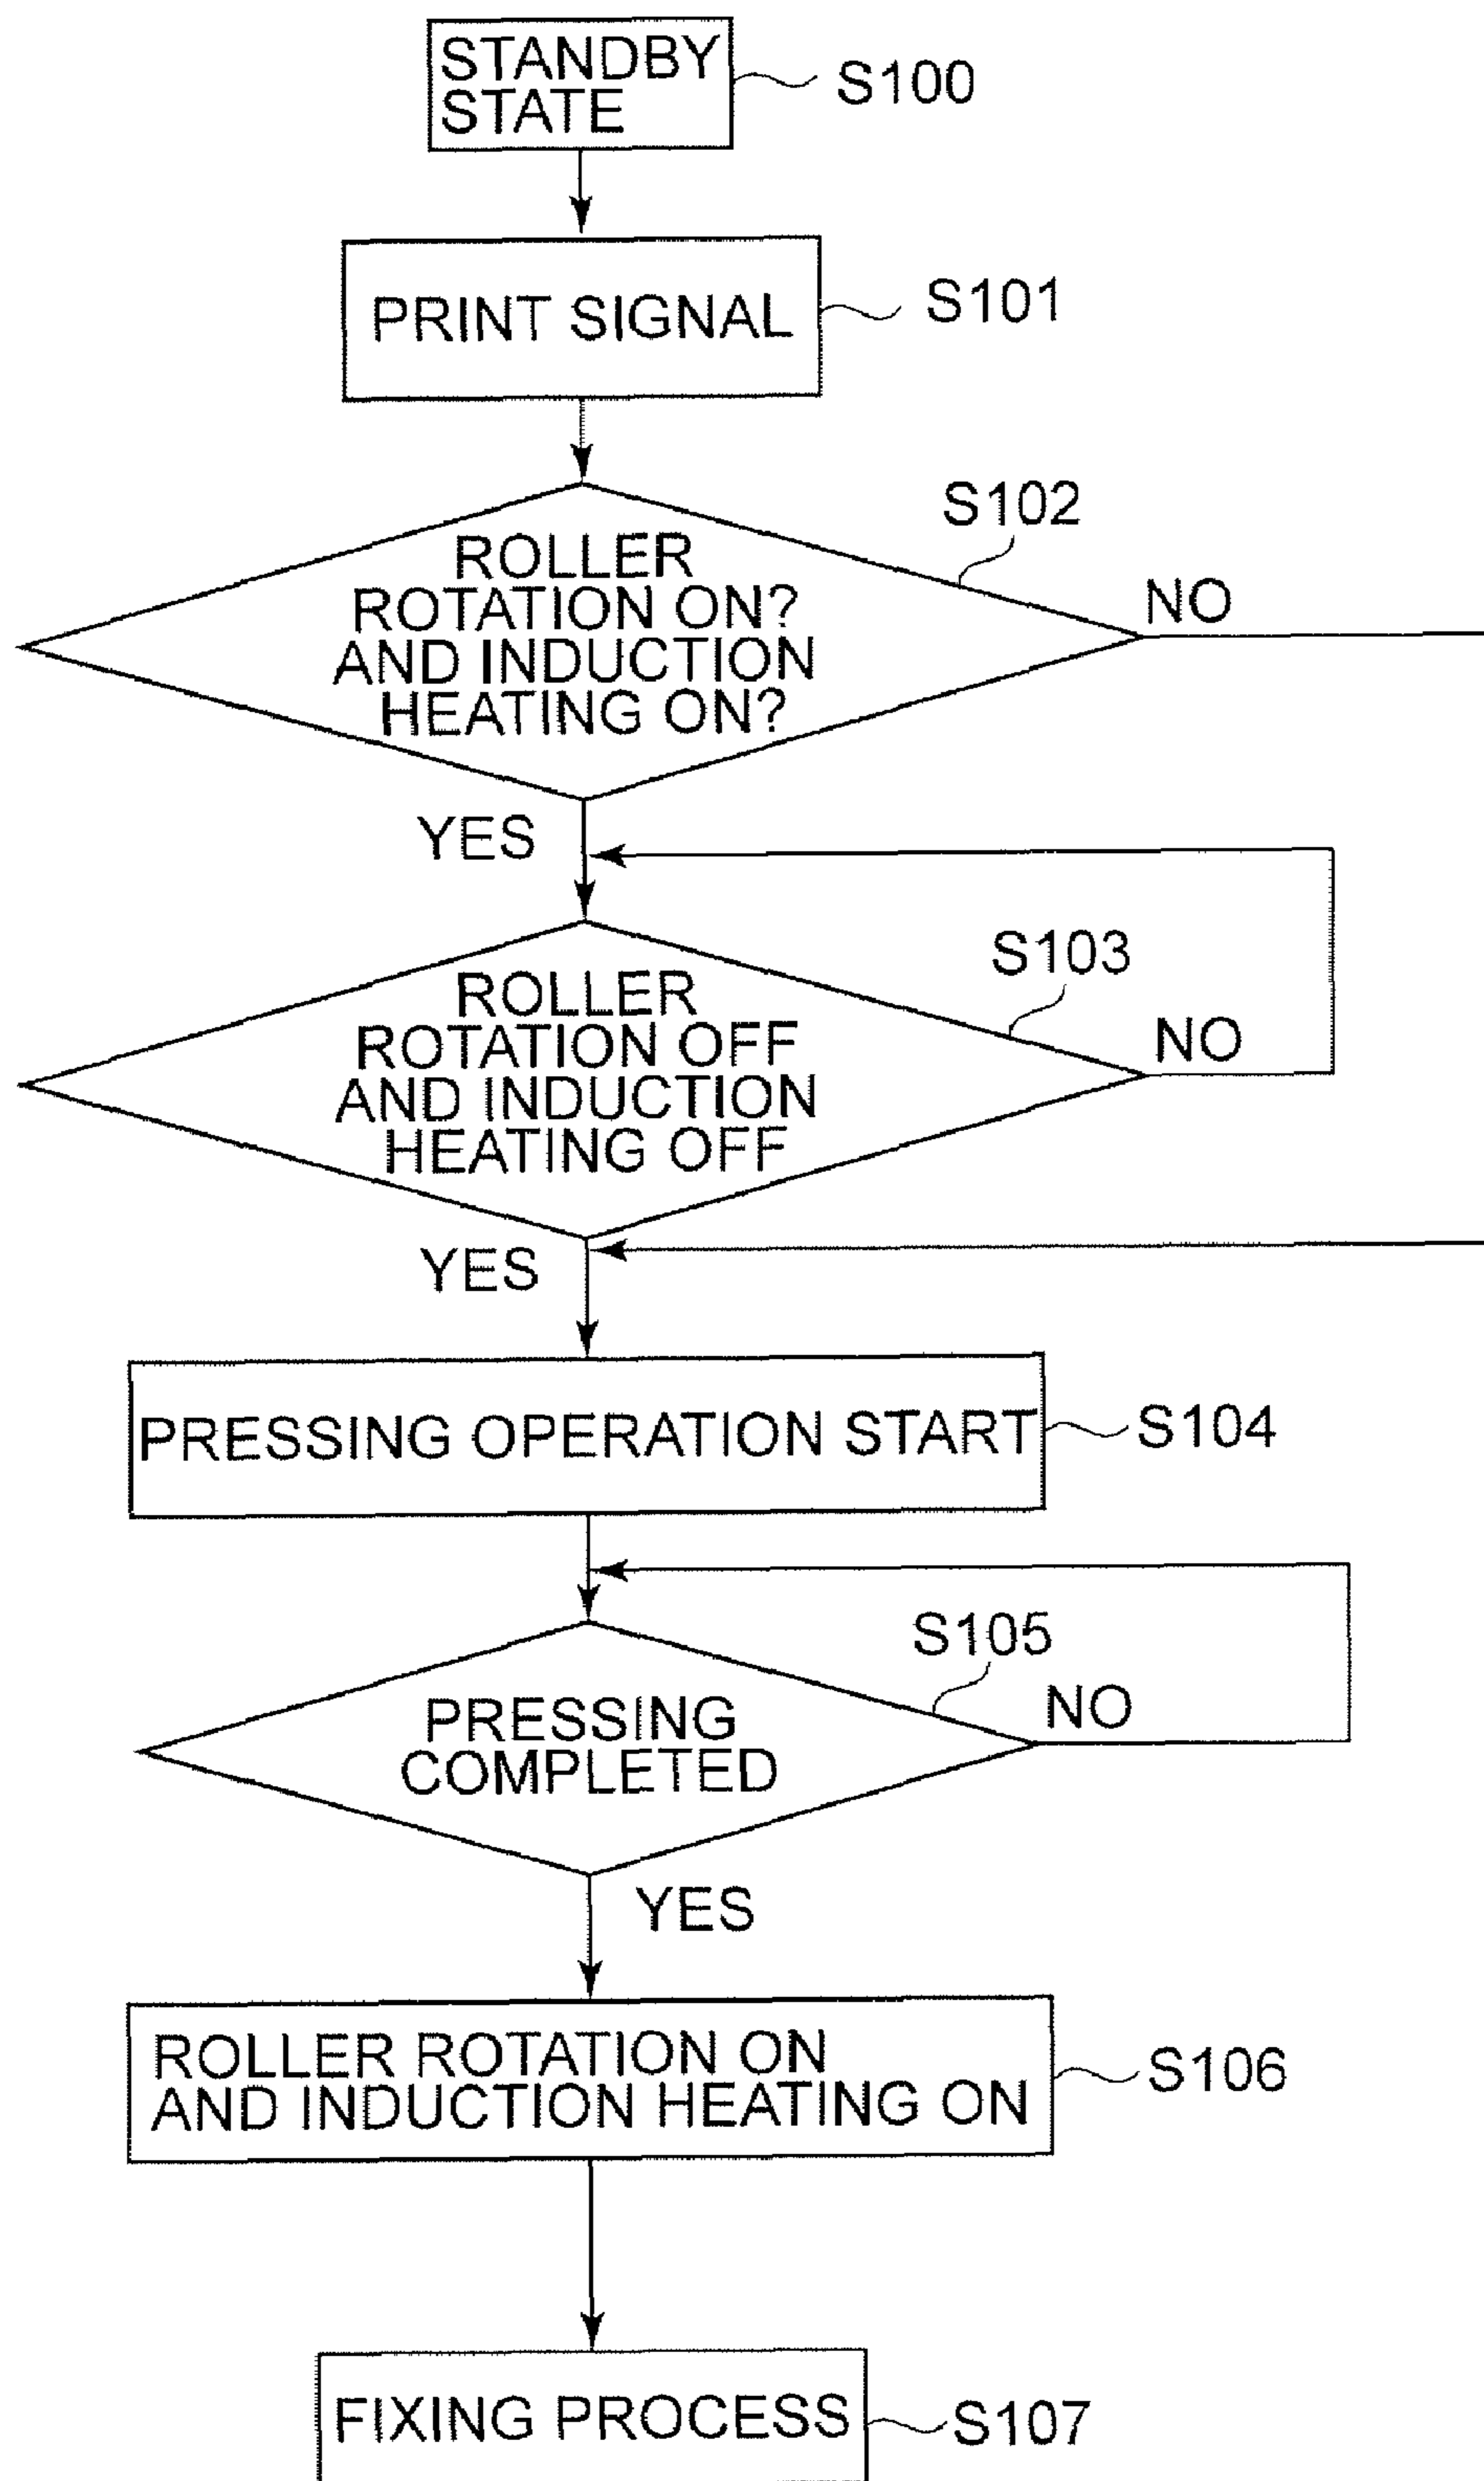 STANDBY
STATE
S100
PRINT SIGNAL
S101
S102
ROLLER
ROTATION ON?
AND INDUCTION
HEATING ON?
NO
YES
S103
ROLLER
ROTATION OFF
AND INDUCTION
HEATING OFF
NO
YES
PRESSING OPERATION START
S104
S105
PRESSING
COMPLETED
NO
YES
ROLLER ROTATION ON
AND INDUCTION HEATING ON
S106
FIXING PROCESS
S107